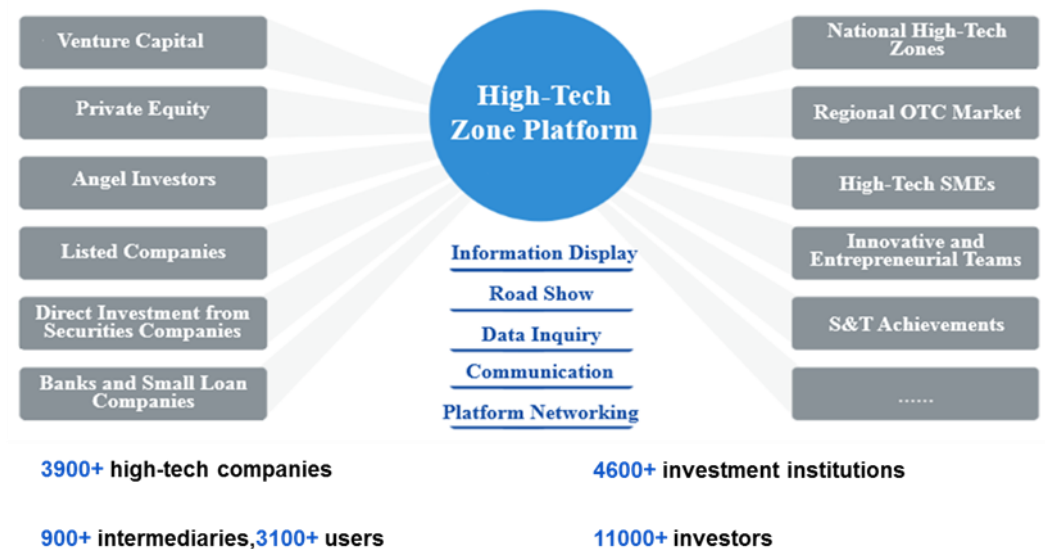 Venture Capital
Private Equity
Angel Investors
Listed Companies
Direct Investment from
Securities Companies
Banks and Small Loan
Companies
High-Tech
Zone Platform
Information Display
Road Show
Data Inquiry
Communication
Platform Networking
National High-Tech
Zones
Regional OTC Market
High-Tech SMEs
Innovative and
Entrepreneurial Teams
S&T Achievements
......
3900+ high-tech companies
4600+ investment institutions
900+ intermediaries,3100+ users
11000+ investors